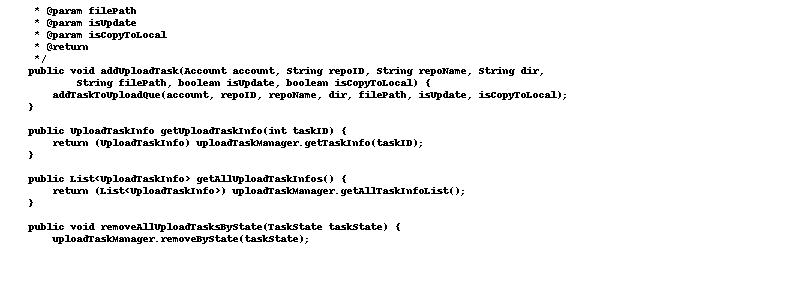 * @param filePath
* @param isUpdate
* @param isCopyToLocal
* @return
*/
public void addUploadTask(Account account, String repoID, String repoName, String dir,
String filePath, boolean isUpdate, boolean isCopyToLocal) {
addTaskToUploadQue(account, repoID, repoName, dir, filePath, isUpdate, isCopyToLocal);
}
public UploadTaskInfo getUploadTaskInfo(int taskID) {
return (UploadTaskInfo) uploadTaskManager.getTaskInfo(taskID);
}
public List<UploadTaskInfo> getAllUploadTaskInfos() {
return (List<UploadTaskInfo>) uploadTaskManager.getAllTaskInfoList();
}
public void removeAllUploadTasksByState(TaskState taskState) {
uploadTaskManager.removeByState(taskState);